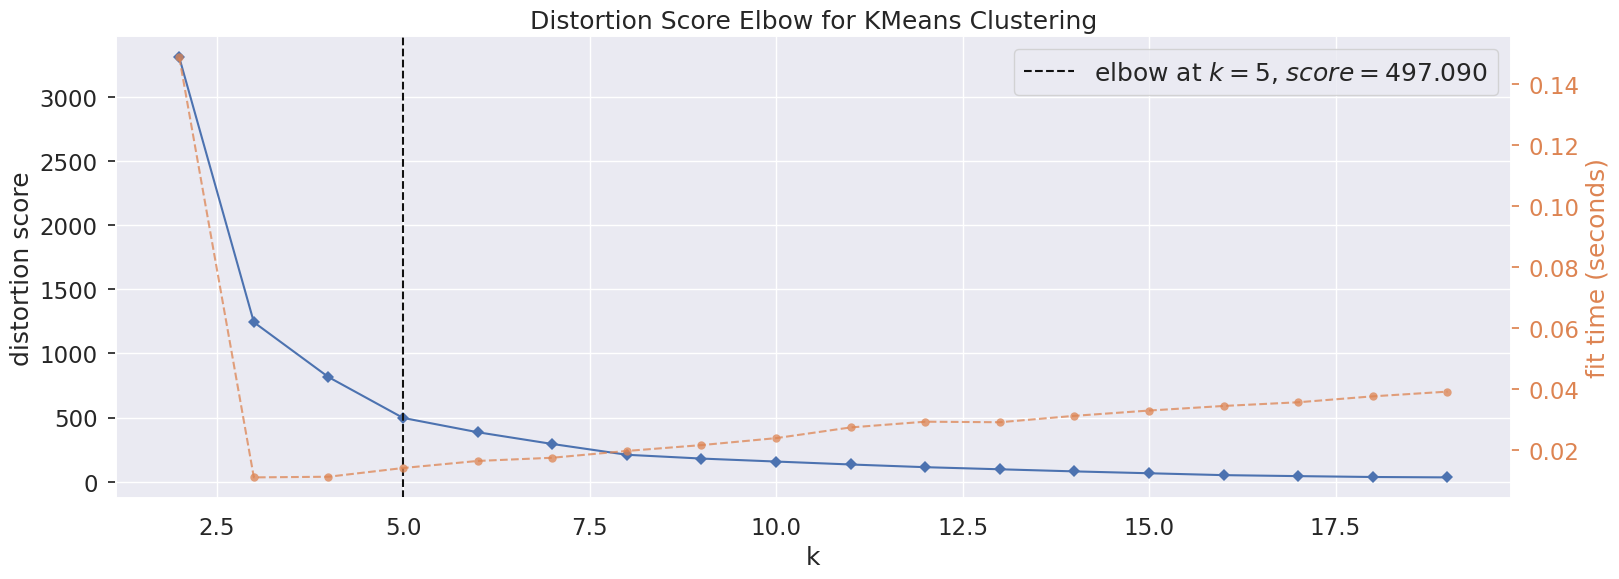 Distortion Score Elbow for KMeans Clustering
elbow at k = 5, score = 497.090
distortion score
3000
2500
2000
1500
1000
500
0
0.14
0.12
0.10
0.08
0.06
0.04
0.02
fit time (seconds)
2.5 5.0 7.5 10.0 12.5 15.0 17.5
k